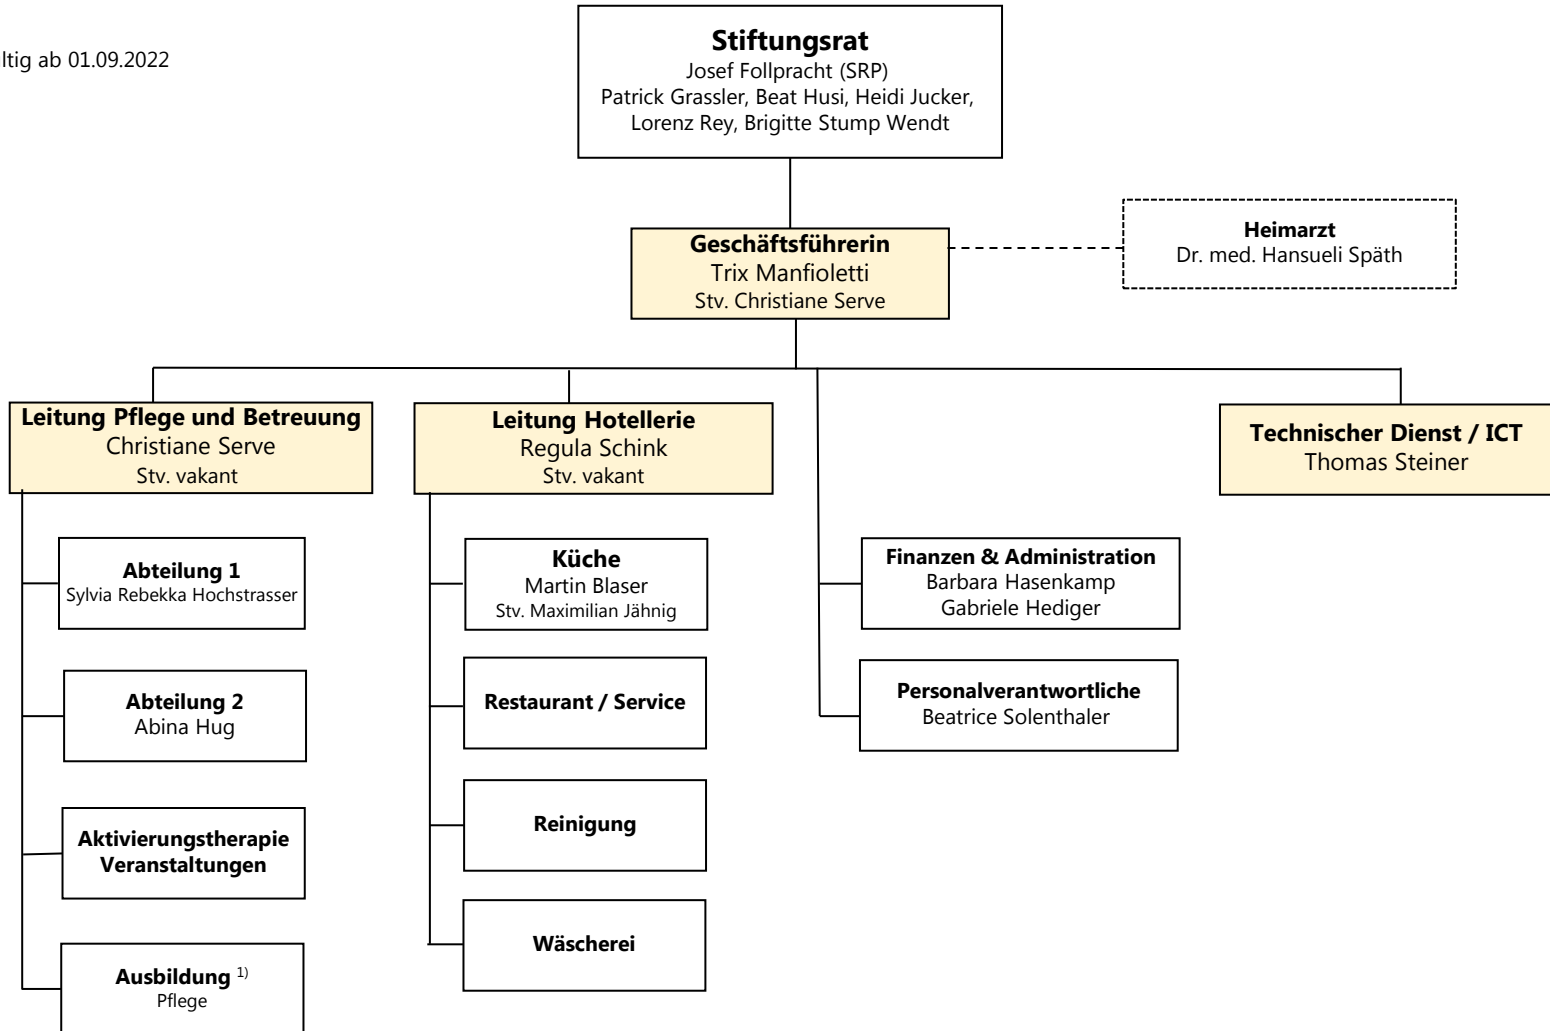 ltig ab 01.09.2022
Stiftungsrat
Josef Follpracht (SRP)
Patrick Grassler, Beat Husi, Heidi Jucker,
Lorenz Rey, Brigitte Stump Wendt
Geschäftsführerin
Trix Manfioletti
Stv. Christiane Serve
Heimarzt
Dr. med. Hansueli Späth
Leitung Pflege und Betreuung
Christiane Serve
Stv. vakant
Leitung Hotellerie
Regula Schink
Stv. vakant
Technischer Dienst / ICT
Thomas Steiner
Abteilung 1
Sylvia Rebekka Hochstrasser
Abteilung 2
Abina Hug
Aktivierungstherapie
Veranstaltungen
Ausbildung 1)
Pflege
Küche
Martin Blaser
Stv. Maximilian Jähnig
Restaurant / Service
Reinigung
Wäscherei
Finanzen & Administration
Barbara Hasenkamp
Gabriele Hediger
Personalverantwortliche
Beatrice Solenthaler